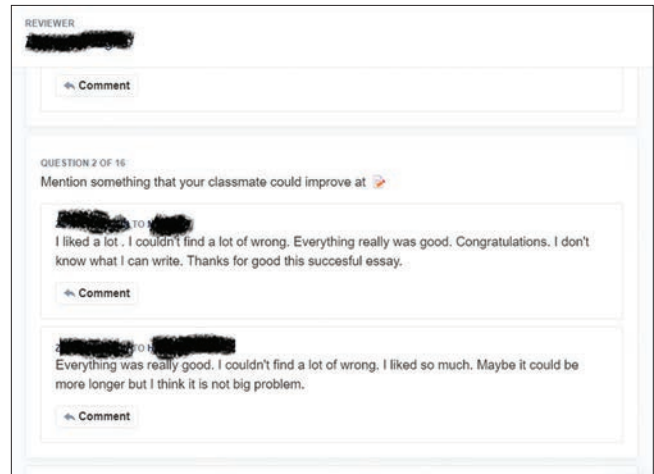 REVIEWER
Comment
QUESTION 2 OF 16
Mention something that your classmate could improve at
TO
I liked a lot . I couldn't find a lot of wrong. Everything really was good. Congratulations. I don't
know what I can write. Thanks for good this succesful essay.
Comment
TO
Everything was really good. I couldn't find a lot of wrong. I liked so much. Maybe it could be
more longer but I think it is not big problem.
Comment